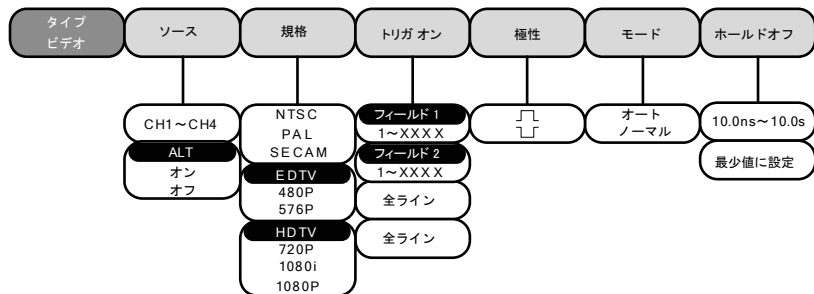 タイプ
ビデオ
ソース
規格
トリガ オン
極性
モード
ホールドオフ
CH1～CH4
ALT
オン
オフ
NTSC
PAL
SECAM
EDTV
480P
576P
HDTV
720P
1080i
1080P
フィールド 1
1～XXXX
フィールド 2
1～XXXX
全ライン
全ライン
オート
ノーマル
10.0ns～10.0s
最少値に設定